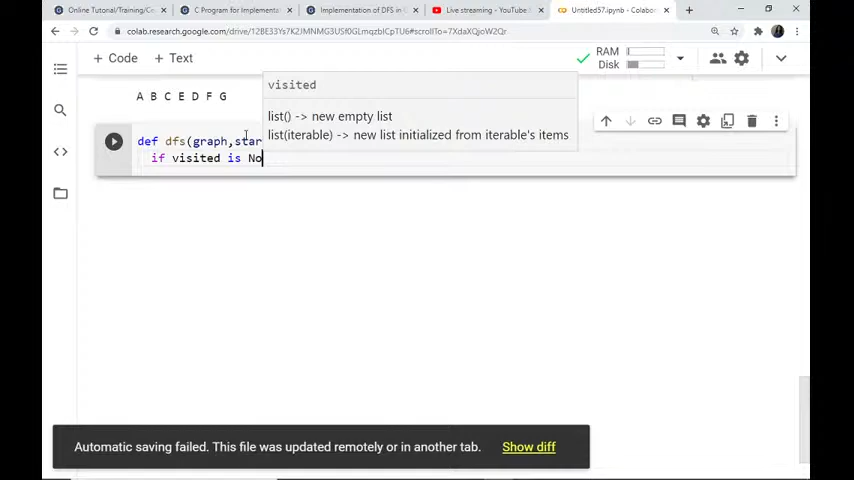 Online Tutorial/Training/Ce
C Program for Implementa
Implementation of DFS in
Live streaming - YouTube
Untitled57.ipynb - Colabor
colab.research.google.com/drive/12BE33Ys7K2JMNMG3USf0GLmqzbICpTU6#scrollTo=7XdaXQjoW2Qr
+ Code + Text
RAM
Disk
A B C E D F G
visited
list() -> new empty list
list(iterable) -> new list initialized from iterable's items
def dfs(graph,star
if visited is No
Automatic saving failed. This file was updated remotely or in another tab. Show diff